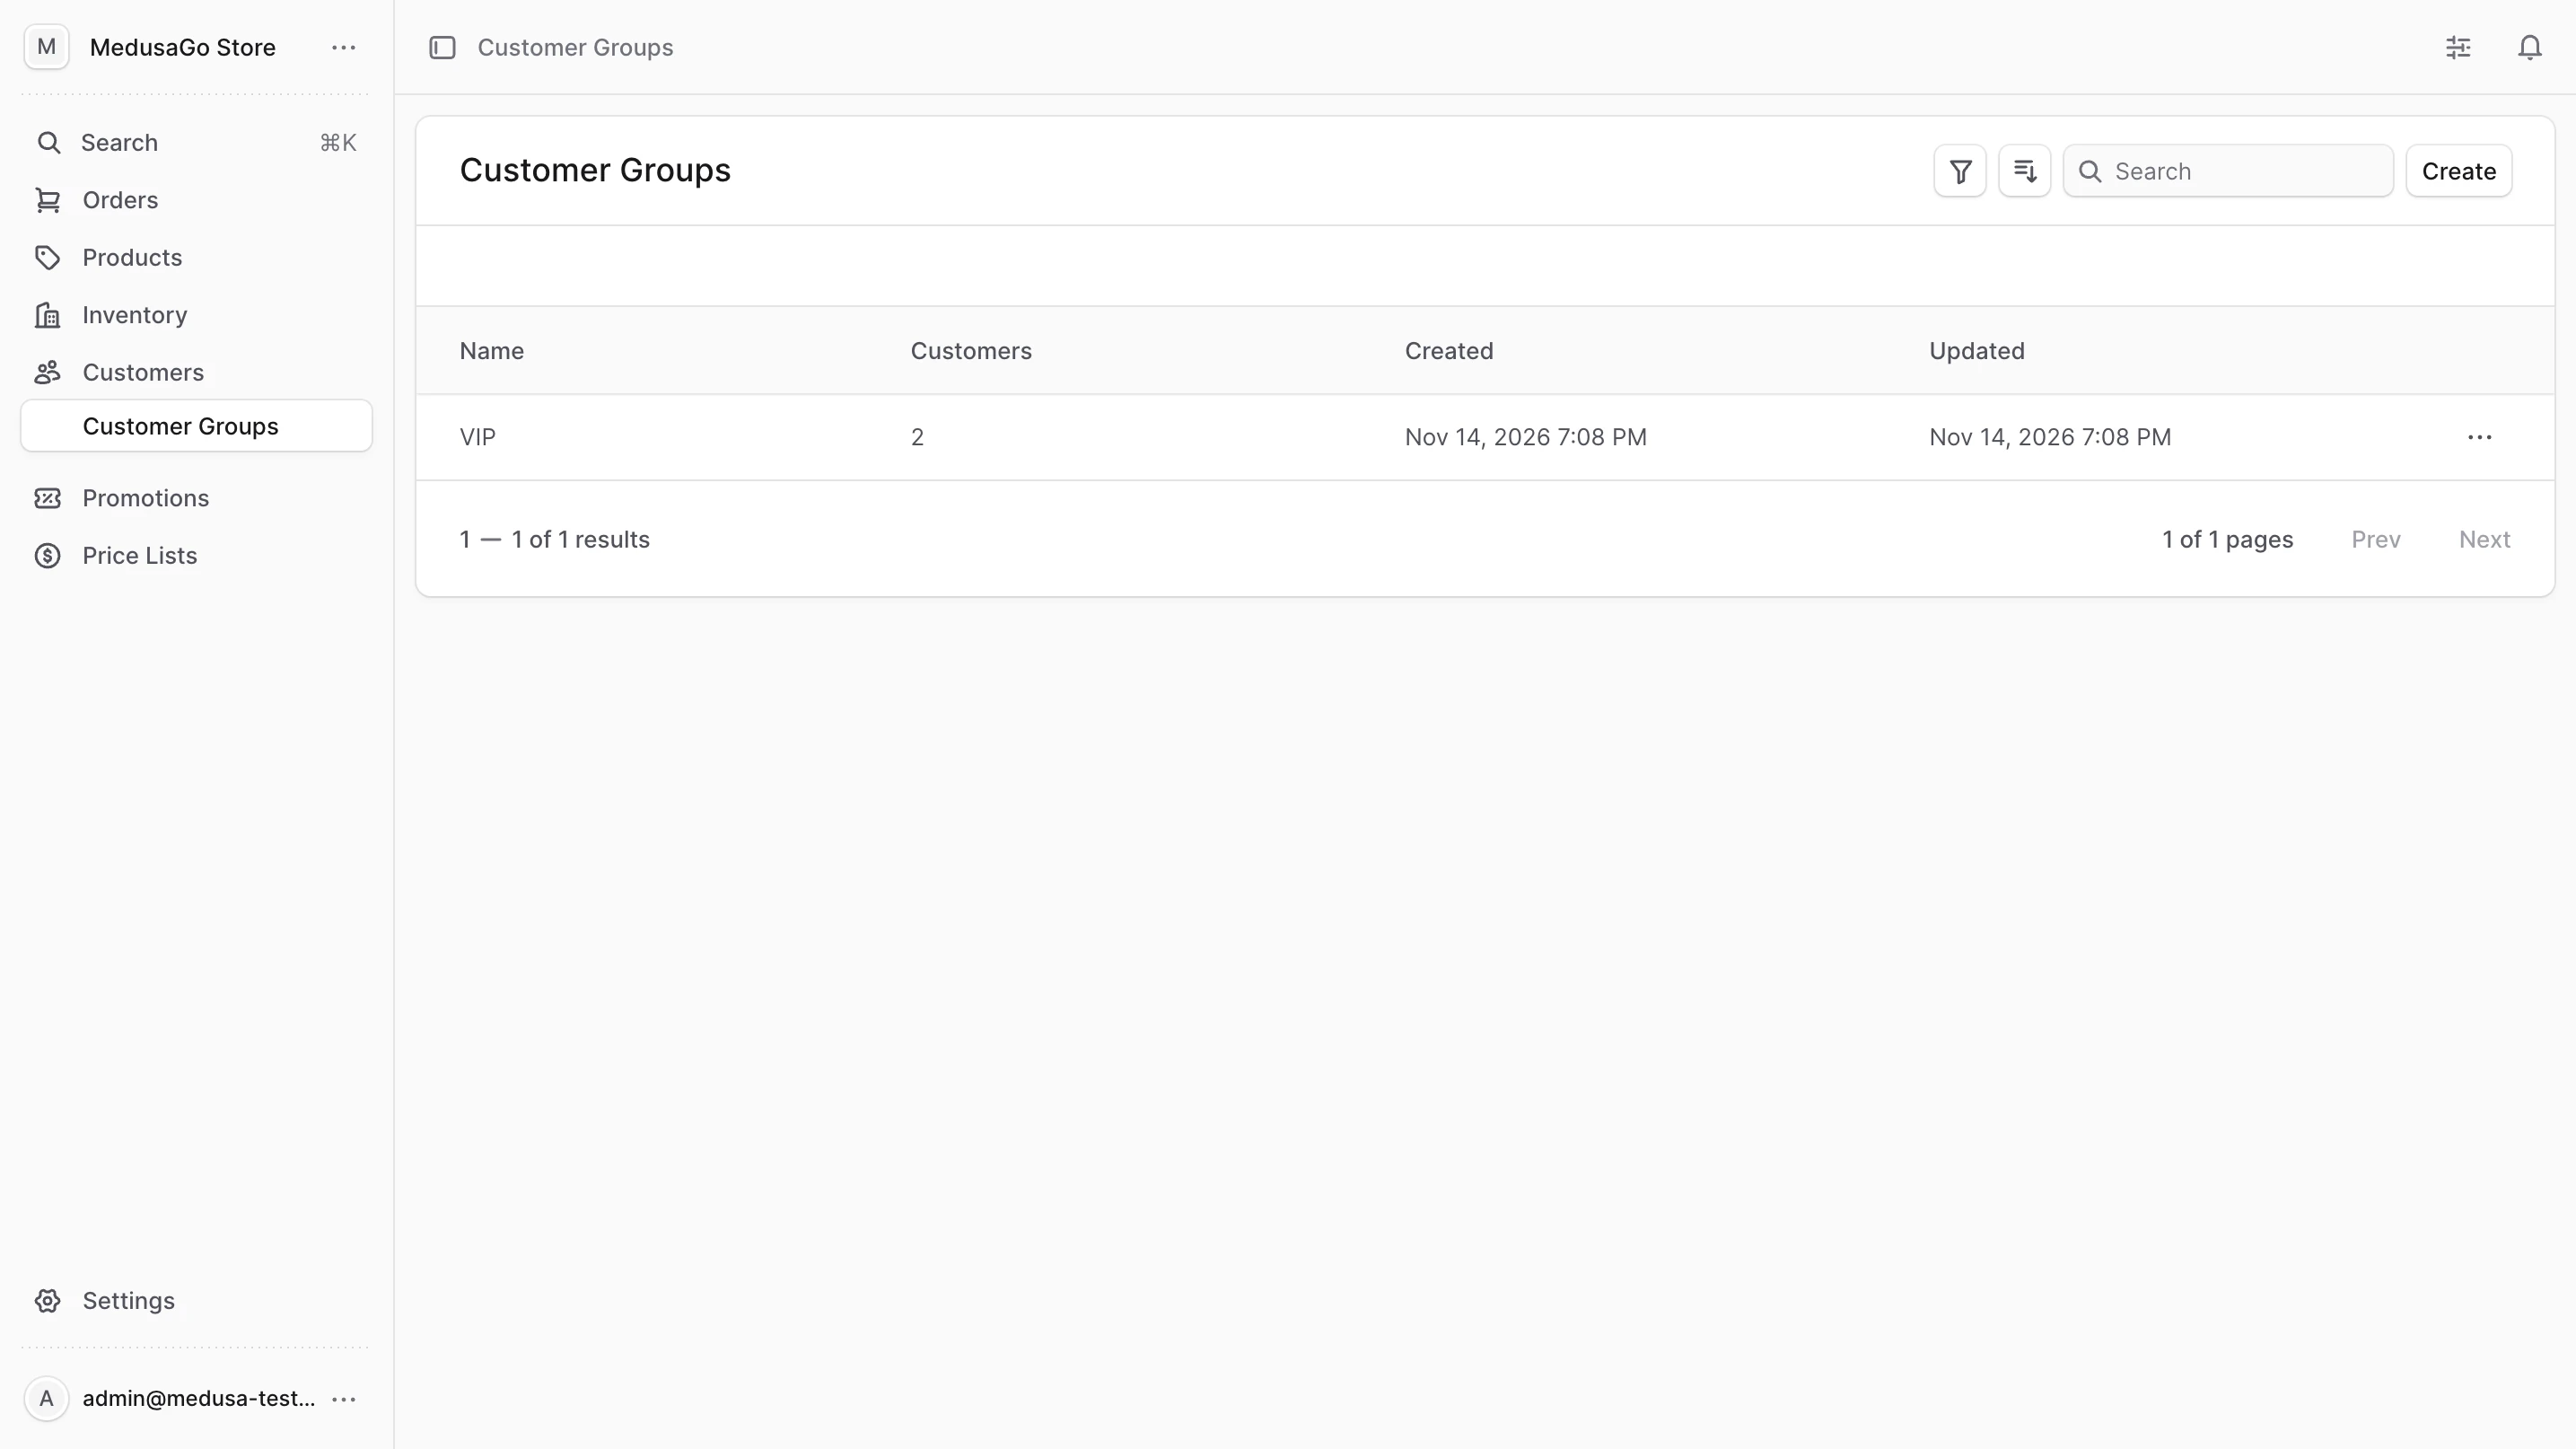 M MedusaGo Store
Search ⌘K
Orders
Products
Inventory
Customers
Customer Groups
Promotions
Price Lists
Settings
A admin@medusa-test...
Customer Groups
Customer Groups
Search
Create
Name Customers Created Updated
VIP 2 Nov 14, 2026 7:08 PM Nov 14, 2026 7:08 PM
1 — 1 of 1 results
1 of 1 pages Prev Next